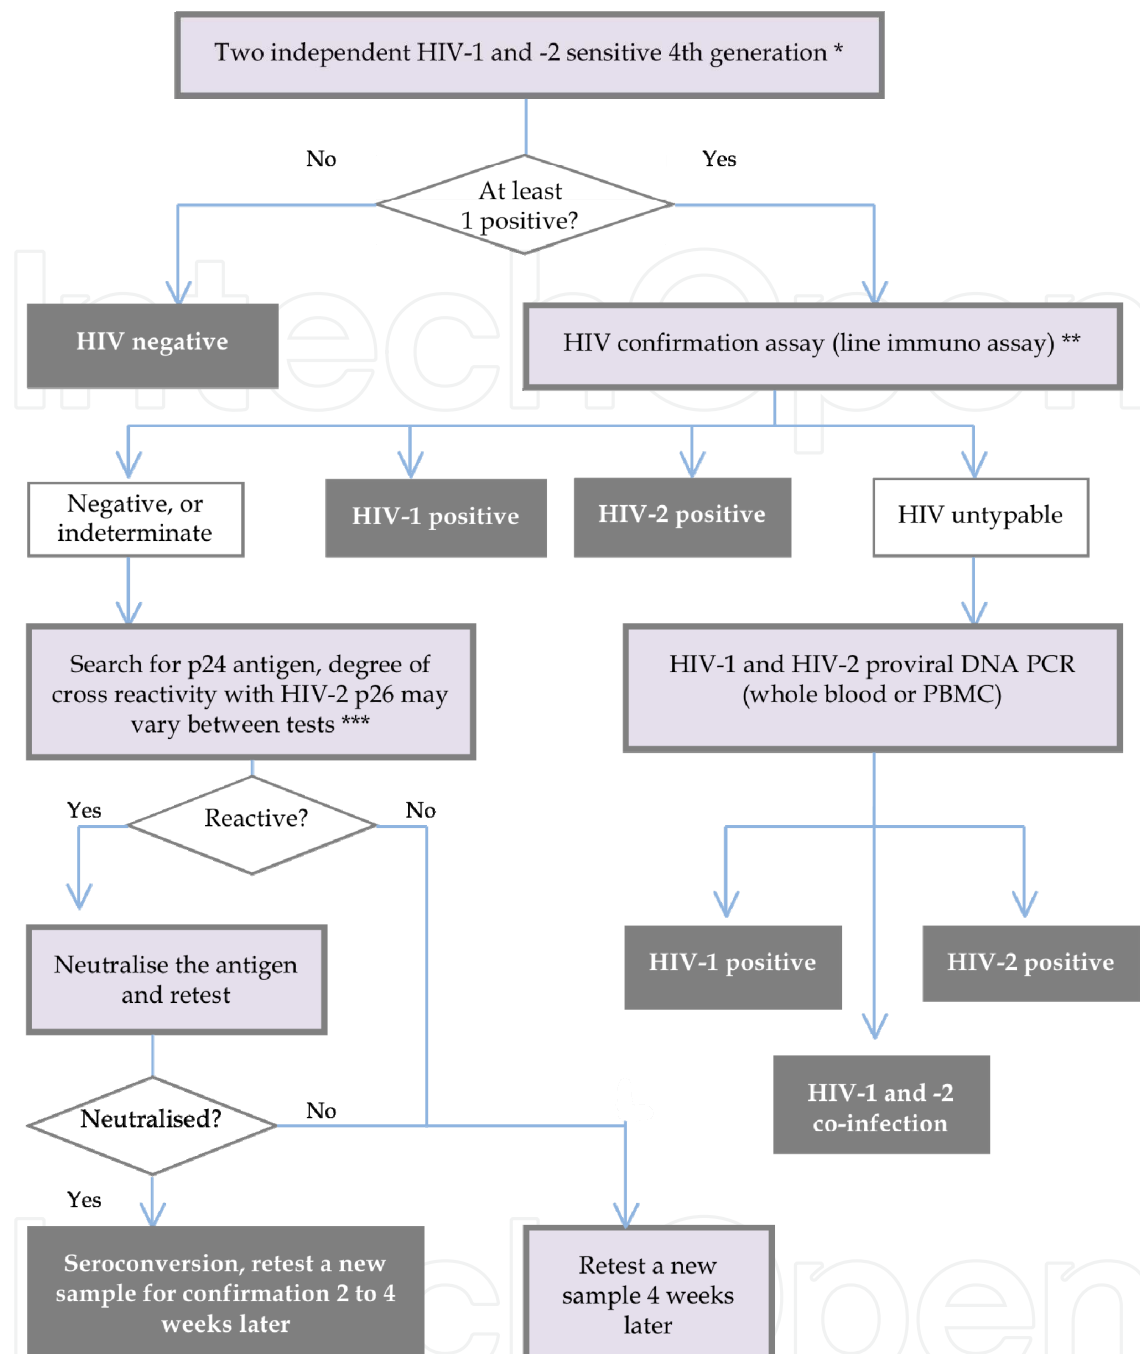 Two independent HIV-1 and -2 sensitive 4th generation *
No
Yes
At least
1 positive?
HIV negative
HIV confirmation assay (line immuno assay) **
Negative, or
indeterminate
HIV-1 positive
HIV-2 positive
HIV untypable
Search for p24 antigen, degree of
cross reactivity with HIV-2 p26 may
vary between tests ***
HIV-1 and HIV-2 proviral DNA PCR
(whole blood or PBMC)
Yes
Reactive?
No
Neutralise the antigen
and retest
HIV-1 positive
HIV-2 positive
Neutralised?
No
HIV-1 and -2
co-infection
Yes
Seroconversion, retest a new
sample for confirmation 2 to 4
weeks later
Retest a new
sample 4 weeks
later
IntechOpen
IntechOpen